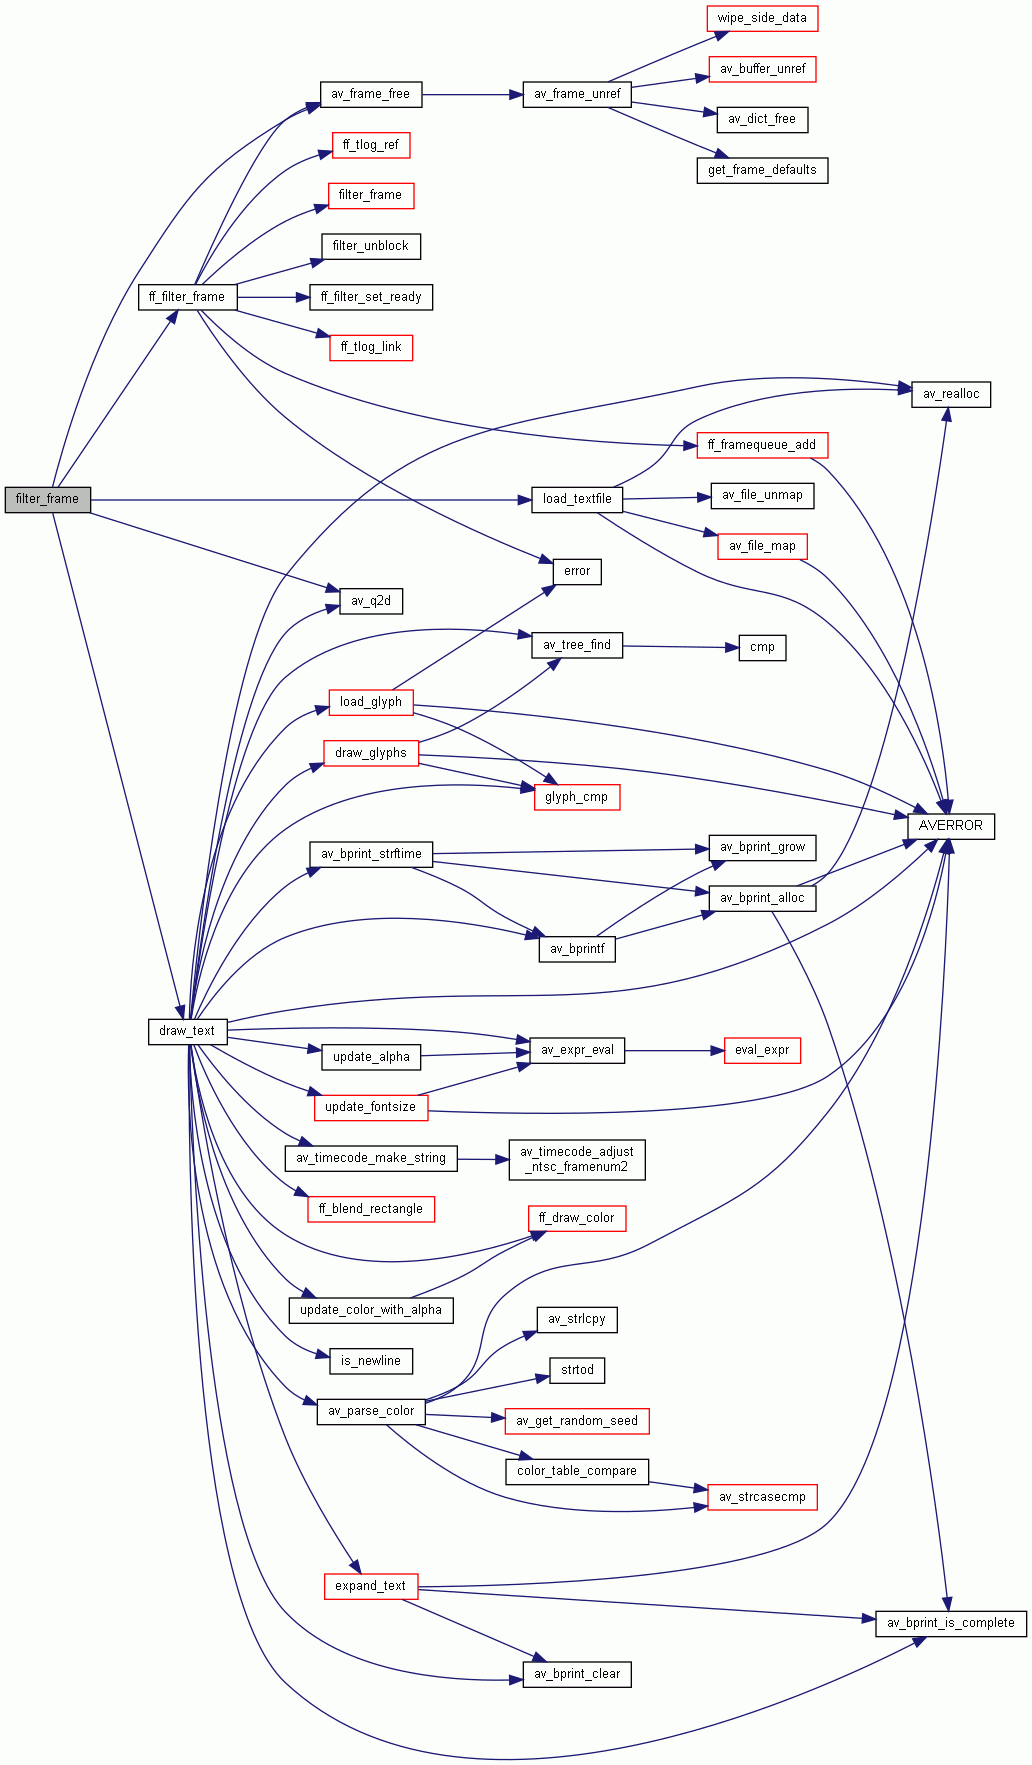 wipe_side_data
av_buffer_unref
av_frame_free
av_frame_unref
av_dict_free
ff_tlog_ref
get_frame_defaults
filter_frame
filter_unblock
ff_filter_frame
ff_filter_set_ready
ff_tlog_link
av_realloc
ff_framequeue_add
filter_frame
load_textfile
av_file_unmap
av_file_map
error
av_q2d
av_tree_find
cmp
load_glyph
draw_glyphs
glyph_cmp
AVERROR
av_bprint_strftime
av_bprint_grow
av_bprint_alloc
av_bprintf
draw_text
update_alpha
av_expr_eval
eval_expr
update_fontsize
av_timecode_make_string
av_timecode_adjust
_ntsc_framenum2
ff_blend_rectangle
ff_draw_color
update_color_with_alpha
av_strlcpy
is_newline
strtod
av_parse_color
av_get_random_seed
color_table_compare
av_strcasecmp
expand_text
av_bprint_is_complete
av_bprint_clear